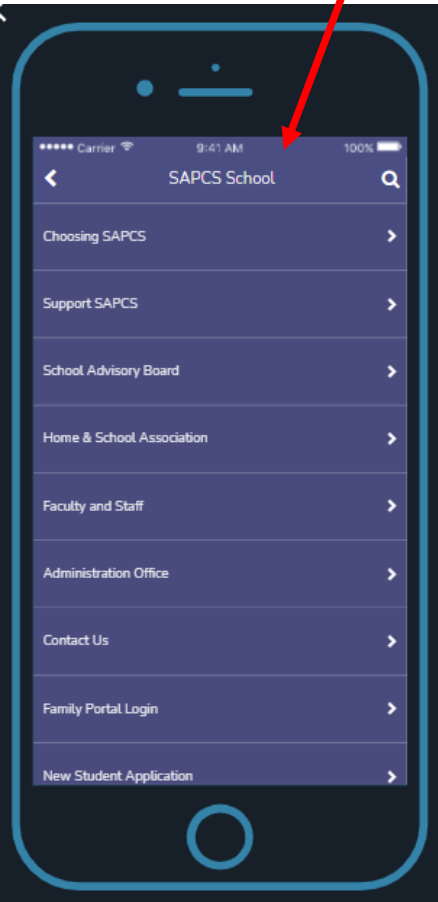 Carrier 9:41 AM 100%
SAPCS School
Choosing SAPCS
Support SAPCS
School Advisory Board
Home & School Association
Faculty and Staff
Administration Office
Contact Us
Family Portal Login
New Student Application